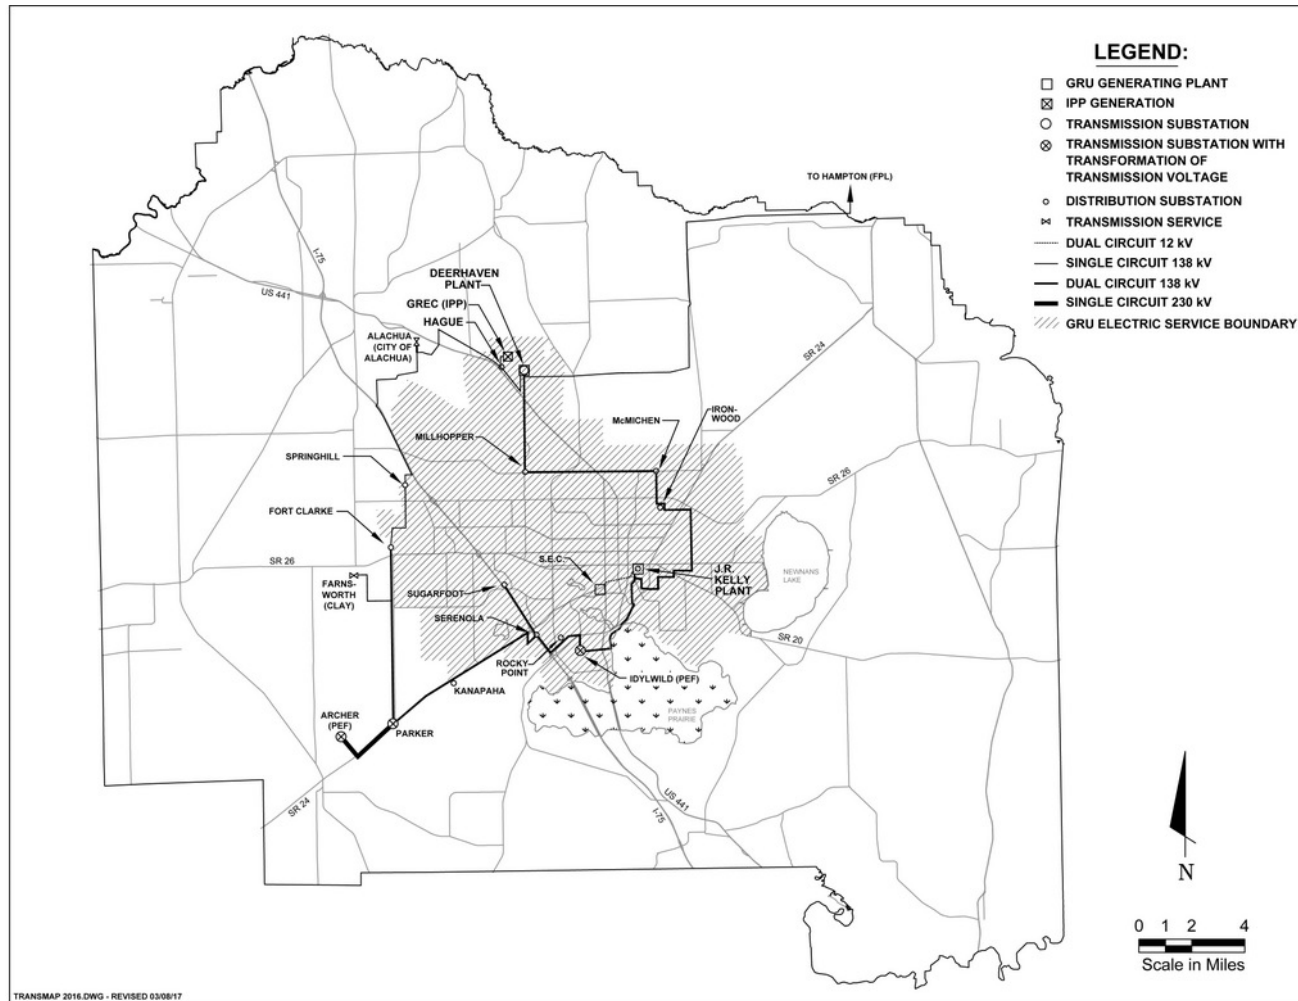 LEGEND:
GRU GENERATING PLANT
IPP GENERATION
TRANSMISSION SUBSTATION
TRANSMISSION SUBSTATION WITH
TRANSFORMATION OF
TRANSMISSION VOLTAGE
DISTRIBUTION SUBSTATION
TRANSMISSION SERVICE
DUAL CIRCUIT 12 kV
SINGLE CIRCUIT 138 kV
DUAL CIRCUIT 138 kV
SINGLE CIRCUIT 230 kV
GRU ELECTRIC SERVICE BOUNDARY
TO HAMPTON (FPL)
I-75
US 441
DEERHAVEN
PLANT
GREC (IPP)
HAGUE
ALACHUA
(CITY OF
ALACHUA)
SR 24
IRON-
WOOD
McMICHEN
MILLHOPPER
SPRINGHILL
SR 26
FORT CLARKE
SR 26
S.E.C.
J.R.
KELLY
PLANT
NEWNANS
LAKE
FARNS-
WORTH
(CLAY)
SUGARFOOT
SERENOLA
SR 20
ROCKY
POINT
IDYLWILD (PEF)
KANAPAHA
PAYNES
PRAIRIE
ARCHER
(PEF)
PARKER
SR 24
US 441
I-75
N
0 1 2 4
Scale in Miles
TRANSMAP 2016.DWG - REVISED 03/08/17